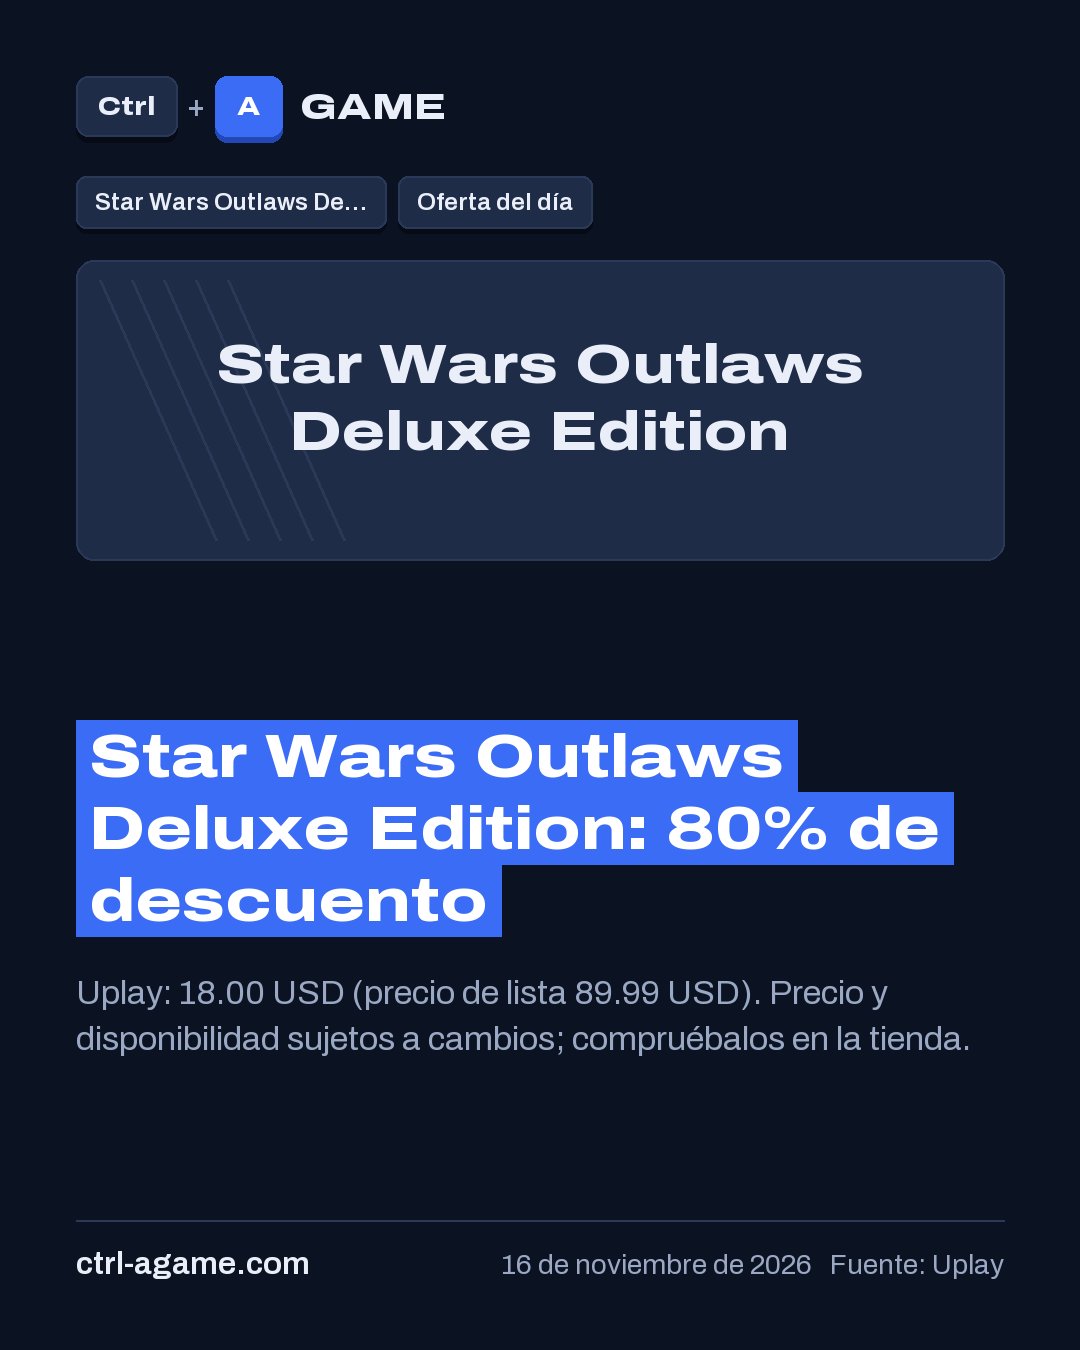 Ctrl + A GAME
Star Wars Outlaws De... Oferta del día
Star Wars Outlaws
Deluxe Edition
Star Wars Outlaws
Deluxe Edition: 80% de
descuento
Uplay: 18.00 USD (precio de lista 89.99 USD). Precio y
disponibilidad sujetos a cambios; compruébalos en la tienda.
ctrl-agame.com 16 de noviembre de 2026 Fuente: Uplay